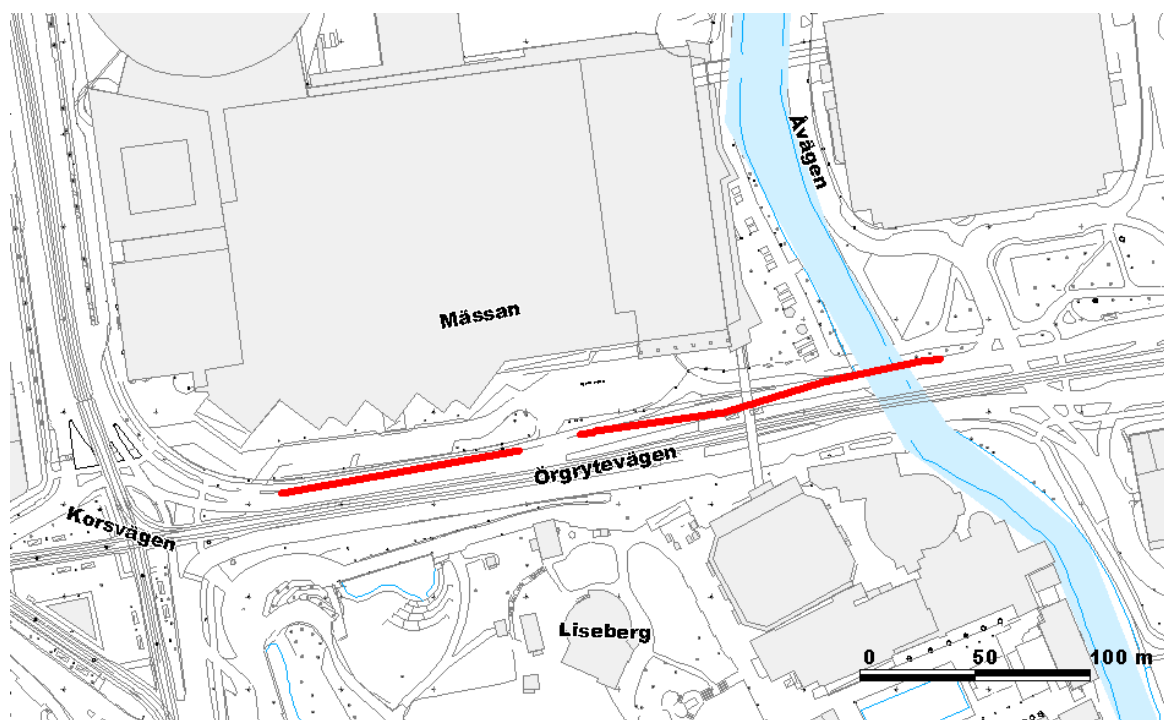 Åvägen
Mässan
Örgrytevägen
Korsvägen
Liseberg
0 50 100 m